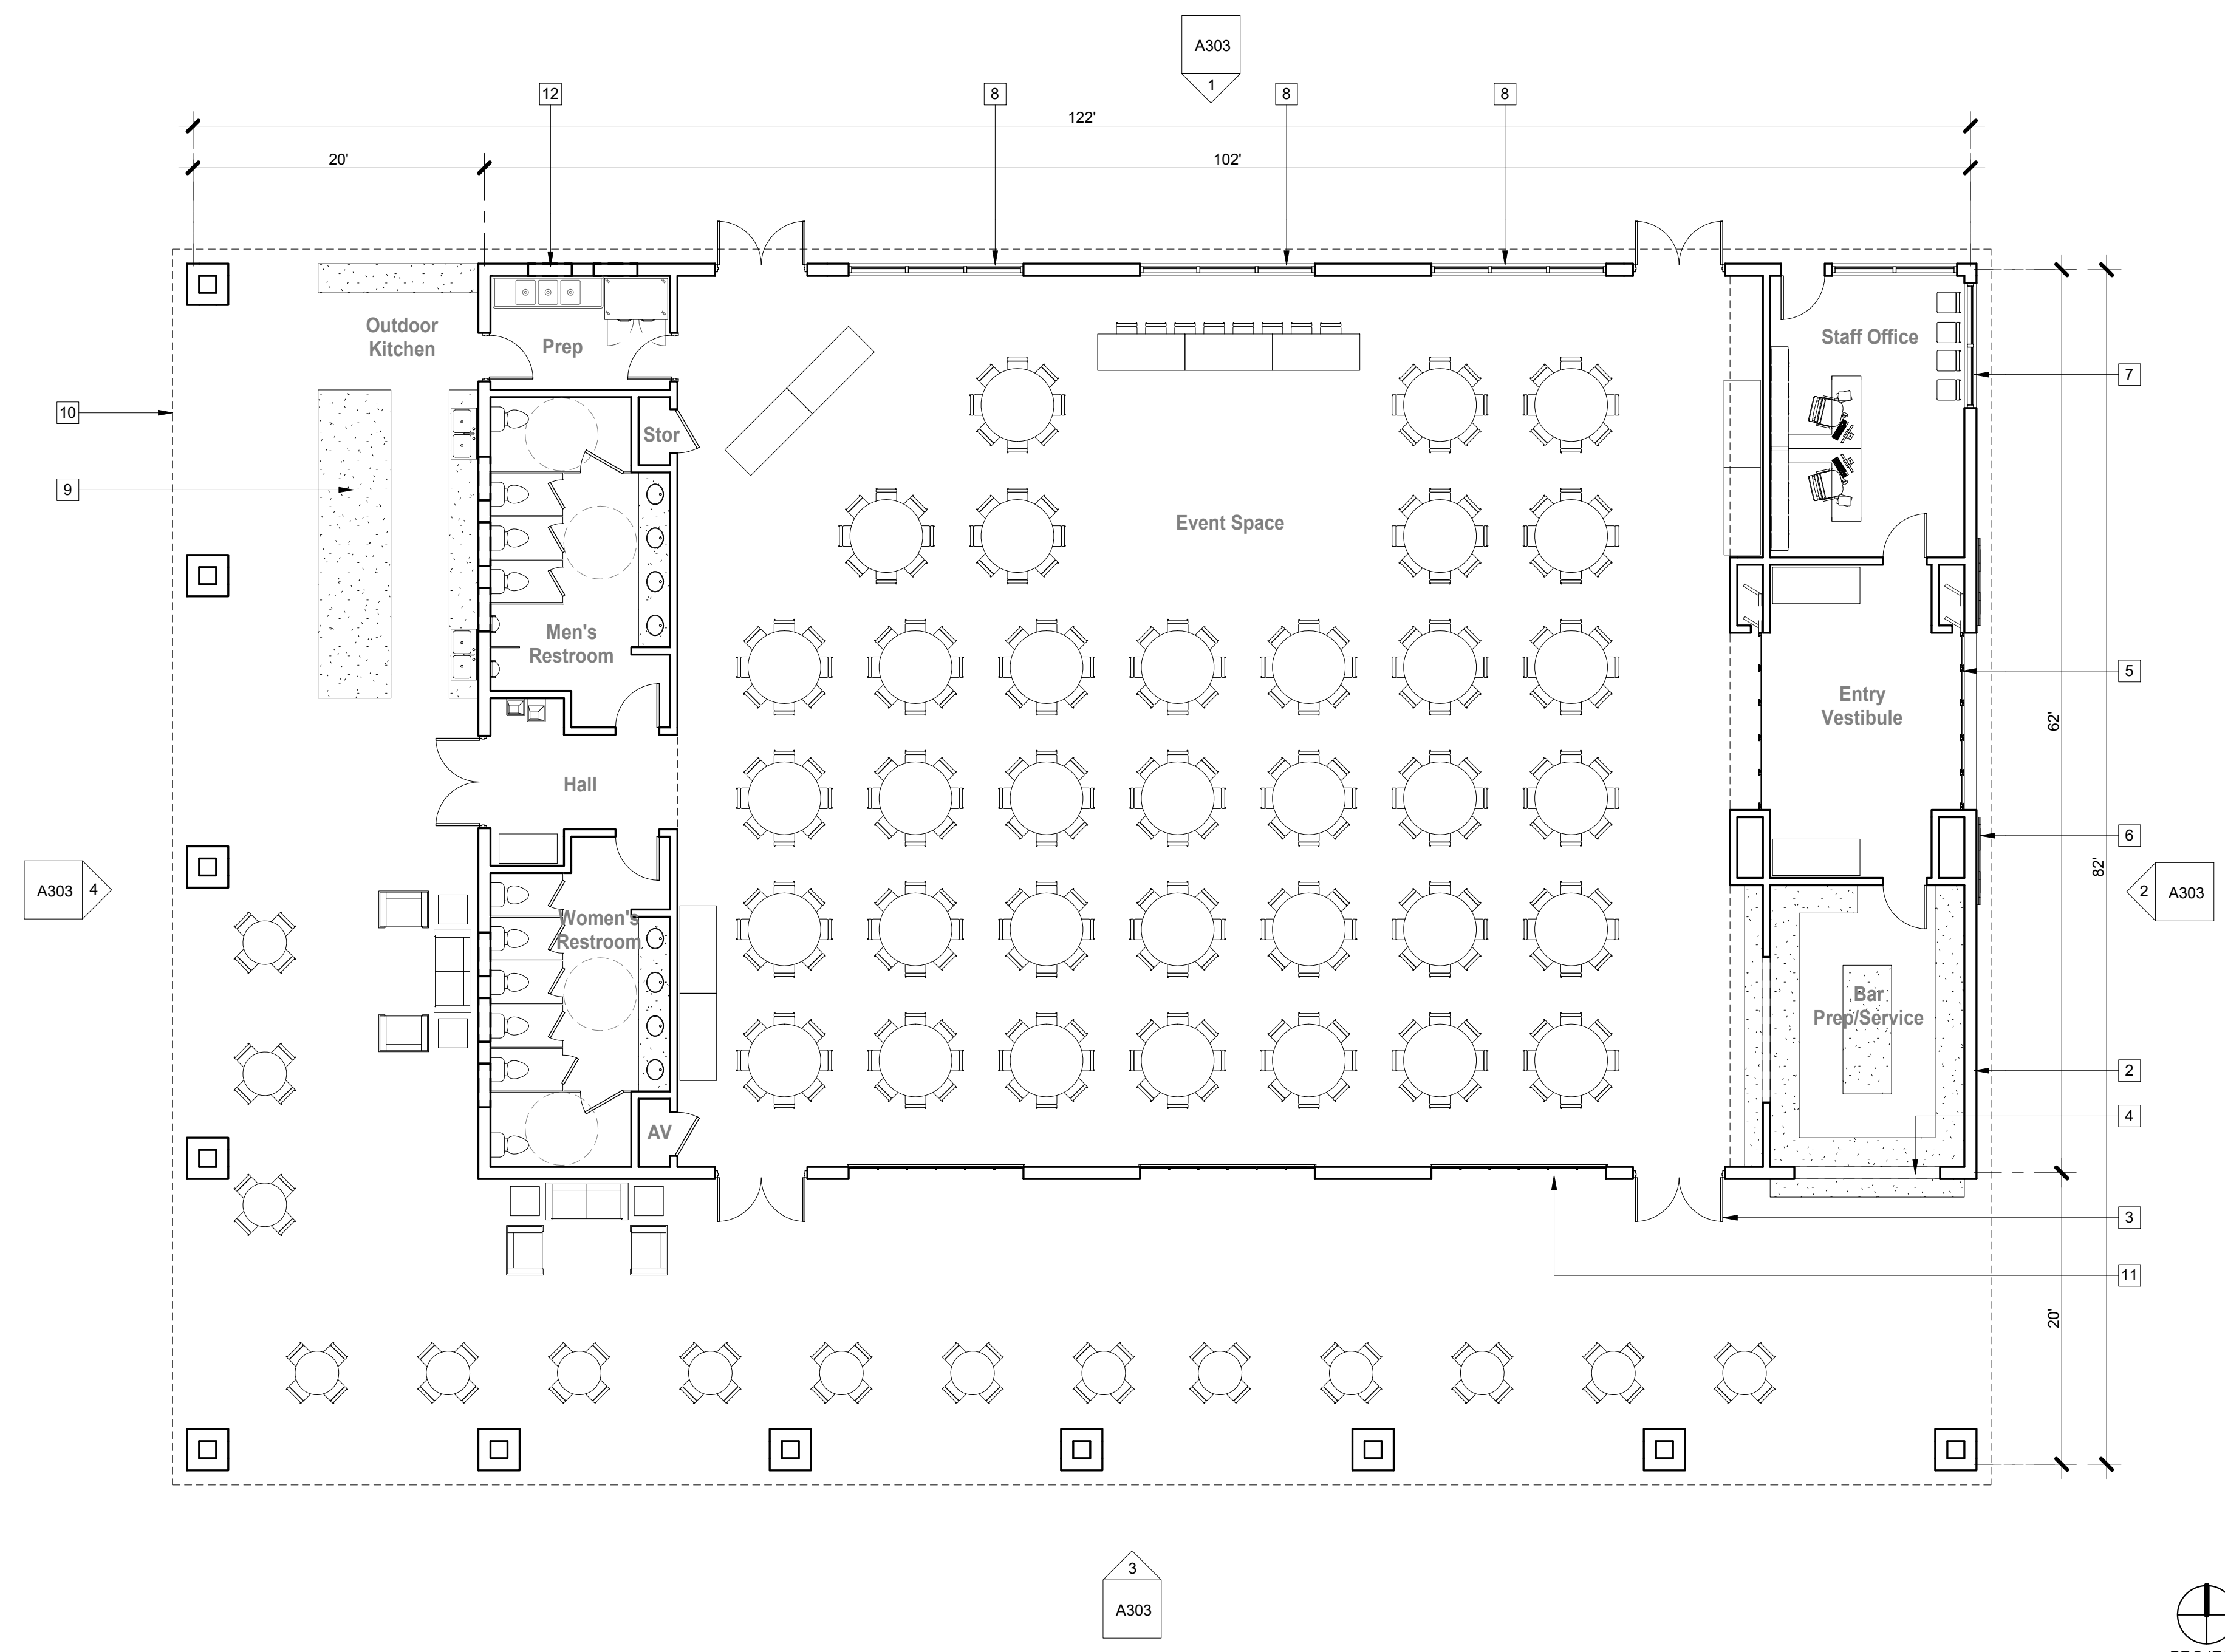 A303
1
12
8
8
8
122'
20'
102'
Outdoor
Kitchen
Prep
Staff Office
7
10
Stor
9
Event Space
Men's
Restroom
5
Entry
Vestibule
62'
Hall
6
82'
A303
4
2
A303
Women's
Restroom
Bar
Prep/Service
2
4
AV
3
11
20'
3
A303